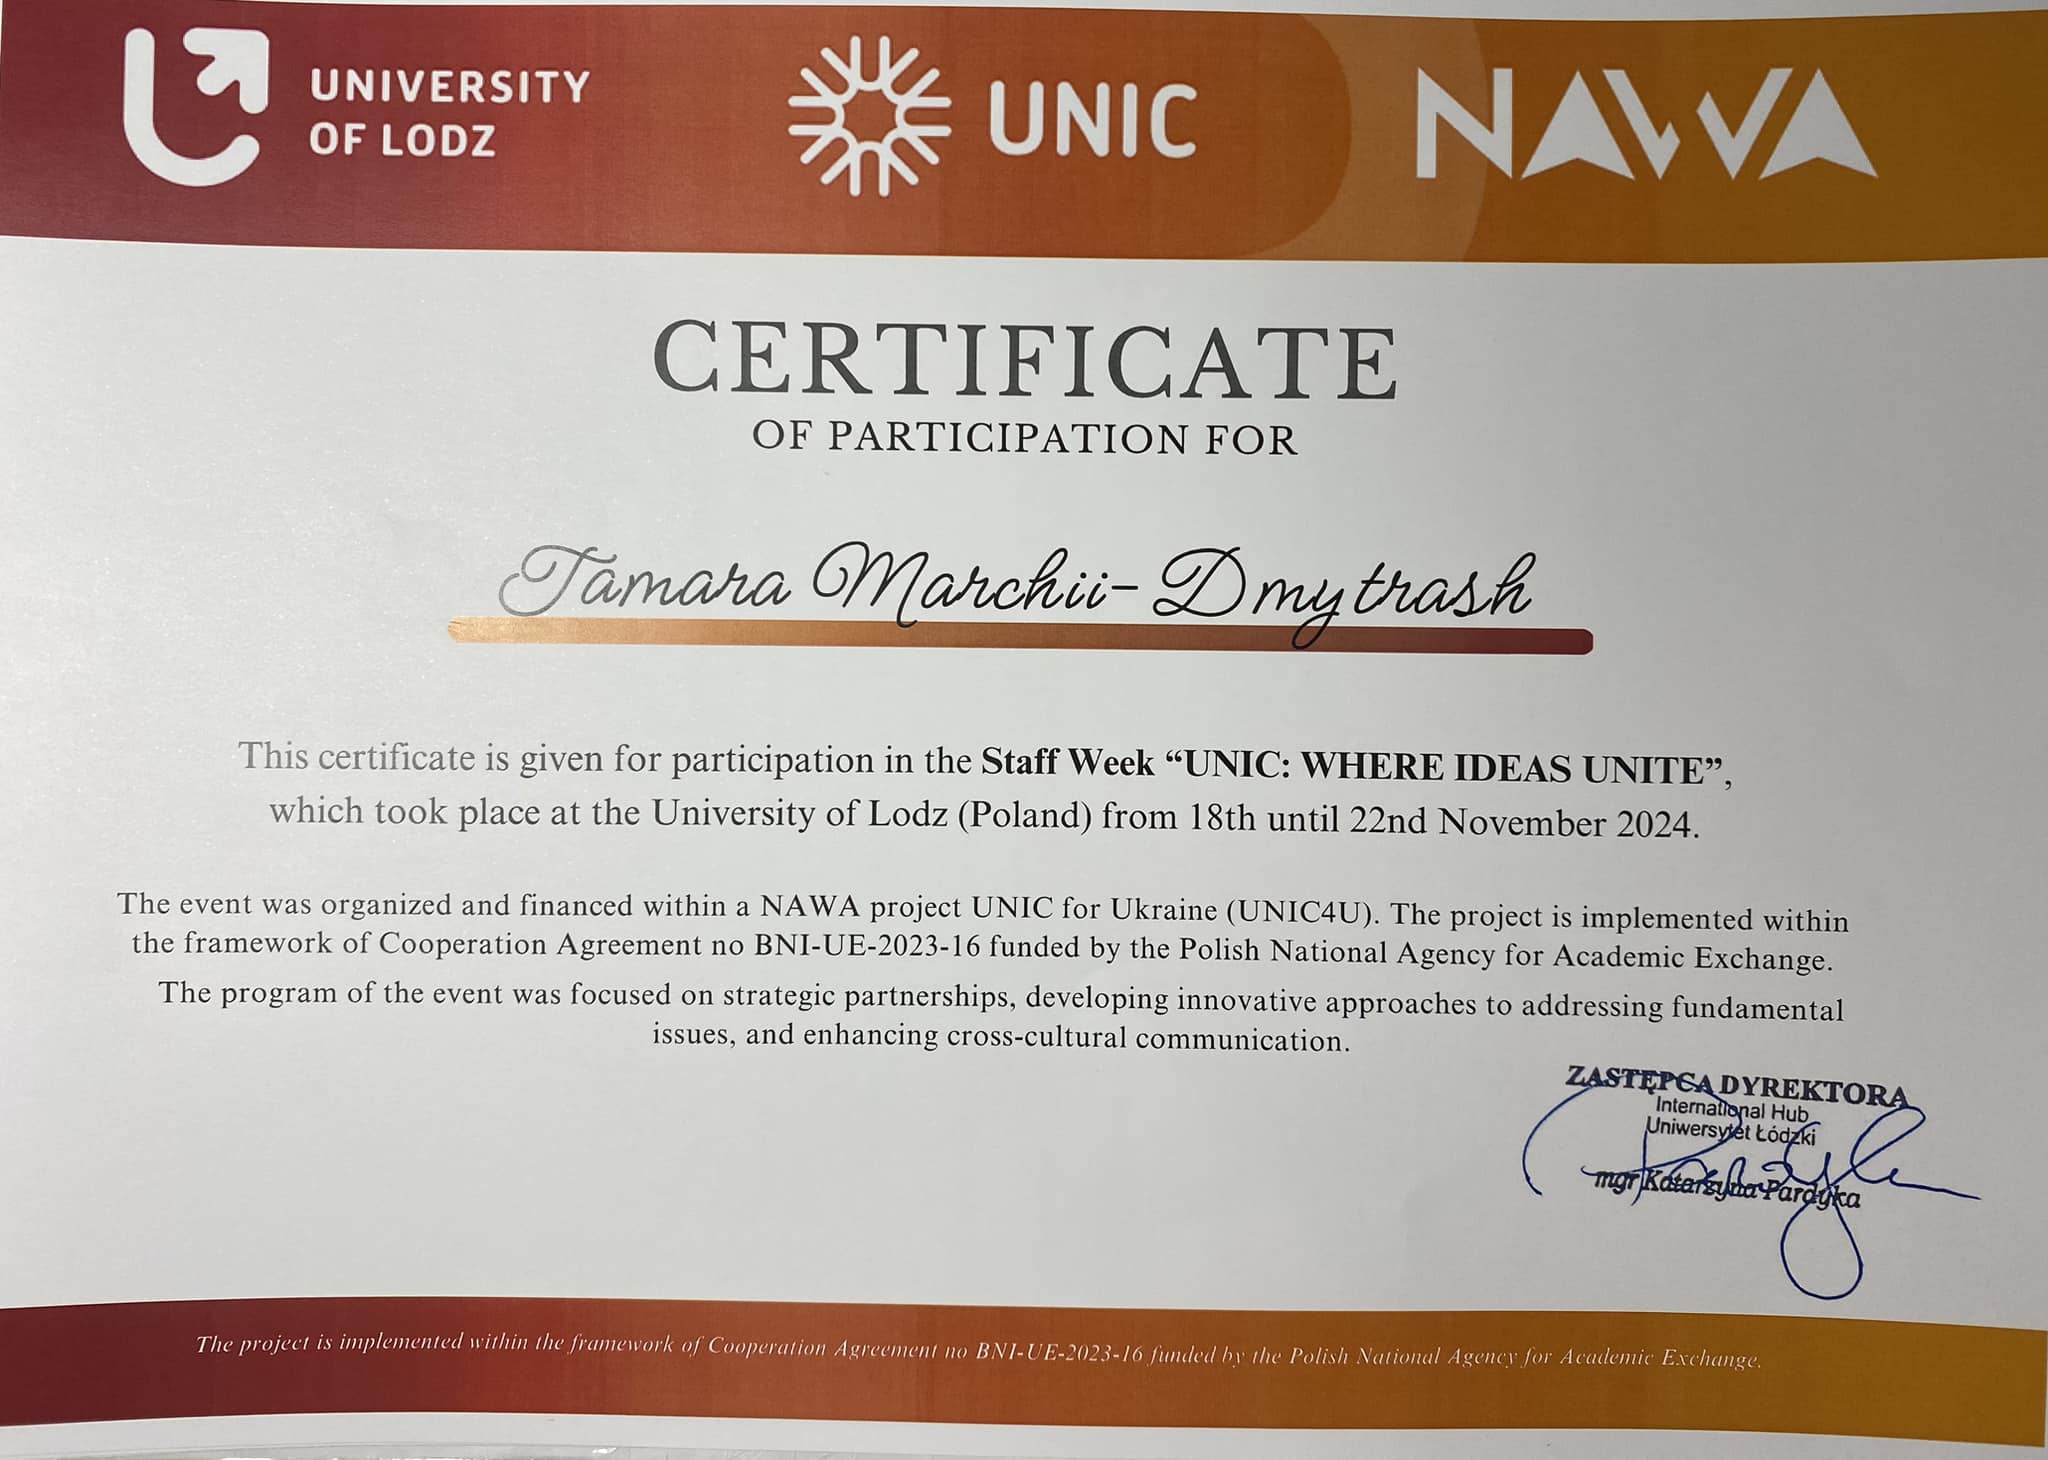 UNIVERSITY
OF LODZ
UNIC
NAWA
CERTIFICATE
OF PARTICIPATION FOR
Tamara Marchii- Dmytrash
This certificate is given for participation in the Staff Week “UNIC: WHERE IDEAS UNITE”,
which took place at the University of Lodz (Poland) from 18th until 22nd November 2024.
The event was organized and financed within a NAWA project UNIC for Ukraine (UNIC4U). The project is implemented within
the framework of Cooperation Agreement no BNI-UE-2023-16 funded by the Polish National Agency for Academic Exchange.
The program of the event was focused on strategic partnerships, developing innovative approaches to addressing fundamental
issues, and enhancing cross-cultural communication.
ZASTĘPCA DYREKTORA
International Hub
Uniwersytet Łódzki
mgr Katarzyna Pardyka
The project is implemented within the framework of Cooperation Agreement no BNI-UE-2023-16 funded by the Polish National Agency for Academic Exchange.